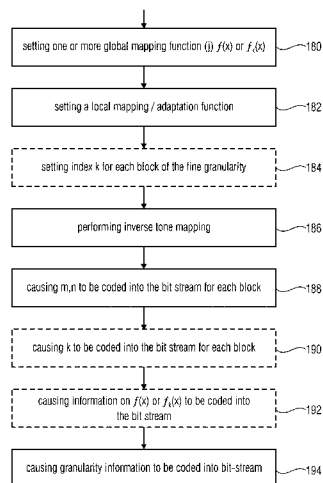 setting one or more global mapping function (j) f(x) or fₖ(x)
180
setting a local mapping / adaptation function
182
setting index k for each block of the fine granularity
184
performing inverse tone mapping
186
causing m,n to be coded into the bit stream for each block
188
causing k to be coded into the bit stream for each block
190
causing information on f(x) or fₖ(x) to be coded into
the bit stream
192
causing granularity information to be coded into bit-stream
194